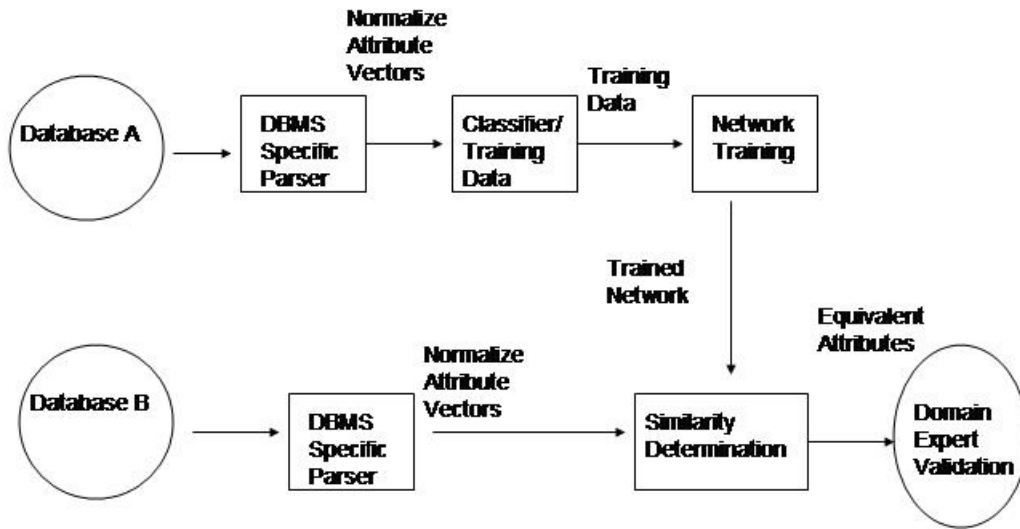 Normalize
Attribute
Vectors
Training
Data
Database A
DBMS
Specific
Parser
Classifier/
Training
Data
Network
Training
Trained
Network
Equivalent
Attributes
Normalize
Attribute
Vectors
Database B
DBMS
Specific
Parser
Similarity
Determination
Domain
Expert
Validation